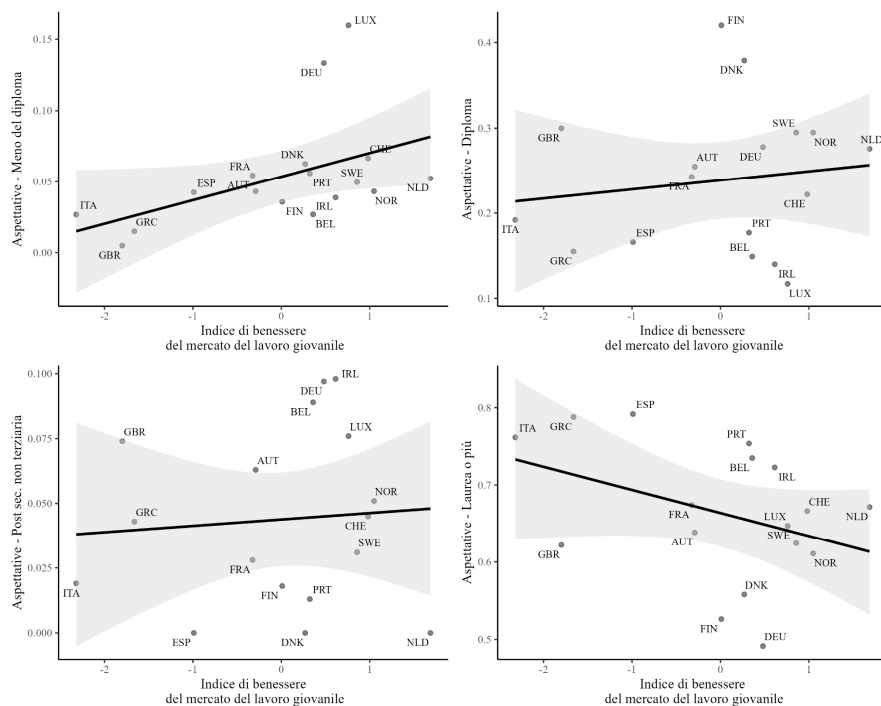 Aspettative - Meno del diploma
0.15
0.10
0.05
0.00
LUX
DEU
DNK
CHE
FRA
ESP
AUT
PRT
SWE
NLD
ITA
FIN
IRL
NOR
BEL
GRC
GBR
-2
-1
0
1
Indice di benessere
del mercato del lavoro giovanile
Aspettative - Diploma
0.4
0.3
0.2
0.1
FIN
DNK
GBR
SWE
NOR
NLD
AUT
DEU
FRA
CHE
ITA
PRT
ESP
BEL
GRC
IRL
LUX
-2
-1
0
1
Indice di benessere
del mercato del lavoro giovanile
Aspettative - Post sec. non terziaria
0.100
0.075
0.050
0.025
0.000
IRL
DEU
BEL
GBR
LUX
AUT
NOR
GRC
CHE
SWE
FRA
ITA
FIN
PRT
ESP
DNK
NLD
-2
-1
0
1
Indice di benessere
del mercato del lavoro giovanile
Aspettative - Laurea o più
0.8
0.7
0.6
0.5
ESP
GRC
ITA
PRT
BEL
IRL
CHE
NLD
FRA
LUX
SWE
AUT
GBR
NOR
DNK
FIN
DEU
-2
-1
0
1
Indice di benessere
del mercato del lavoro giovanile